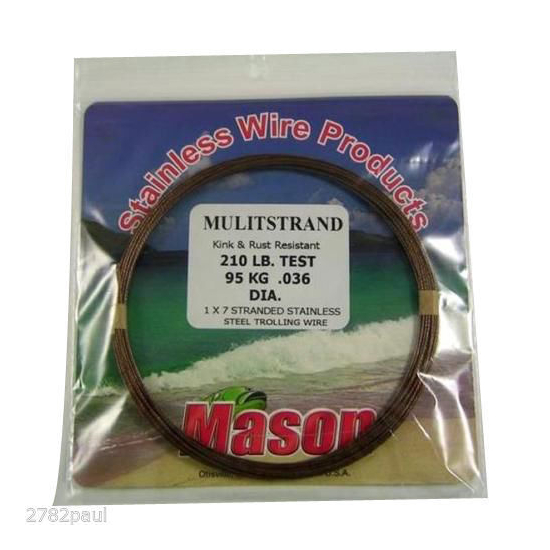 Stainless Wire Products
MULITSTRAND
Kink & Rust Resistant
210 LB. TEST
95 KG .036
DIA.
1 X 7 STRANDED STAINLESS
STEEL TROLLING WIRE
Mason
U.S.A.
2782paul